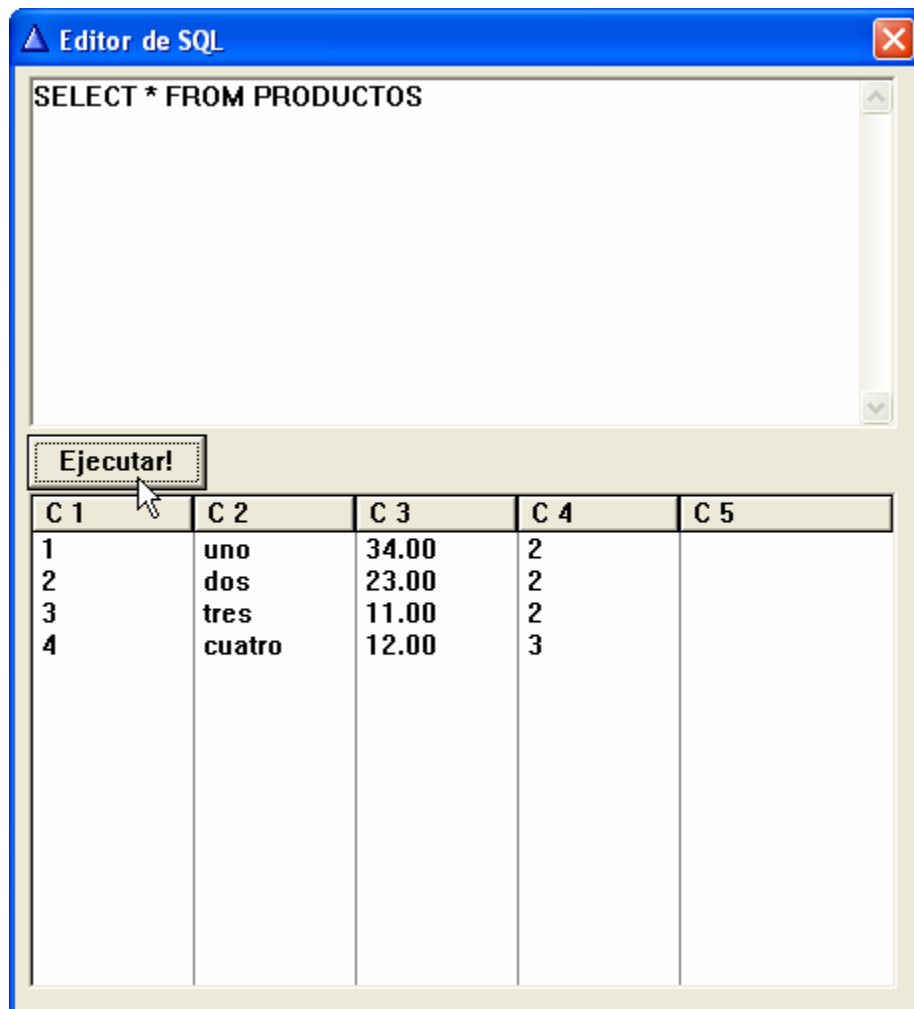 Editor de SQL
SELECT * FROM PRODUCTOS
Ejecutar!
C 1 C 2 C 3 C 4 C 5
1 uno 34.00 2
2 dos 23.00 2
3 tres 11.00 2
4 cuatro 12.00 3